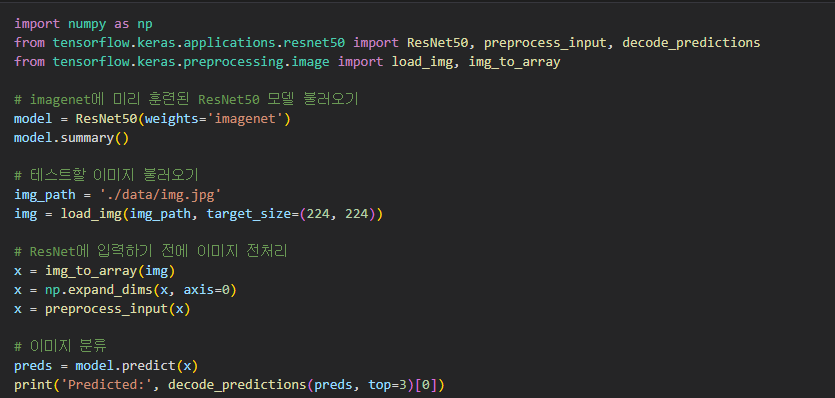 import numpy as np
from tensorflow.keras.applications.resnet50 import ResNet50, preprocess_input, decode_predictions
from tensorflow.keras.preprocessing.image import load_img, img_to_array
# imagenet에 미리 훈련된 ResNet50 모델 불러오기
model = ResNet50(weights='imagenet')
model.summary()
# 테스트할 이미지 불러오기
img_path = './data/img.jpg'
img = load_img(img_path, target_size=(224, 224))
# ResNet에 입력하기 전에 이미지 전처리
x = img_to_array(img)
x = np.expand_dims(x, axis=0)
x = preprocess_input(x)
# 이미지 분류
preds = model.predict(x)
print('Predicted:', decode_predictions(preds, top=3)[0])